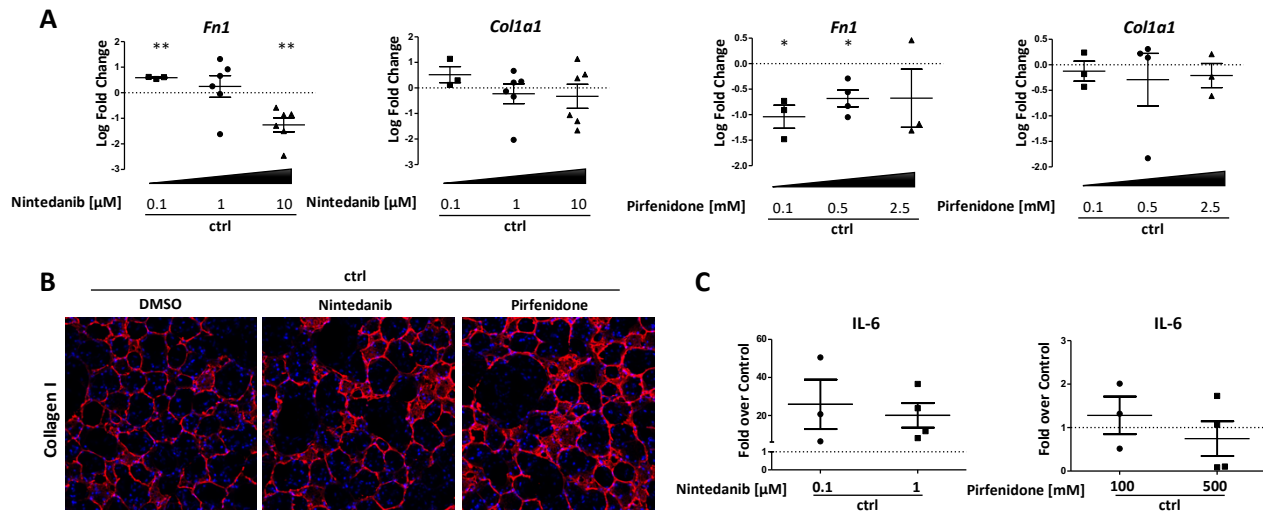 A
Fn1
Col1a1
Fn1
Col1a1
** **
* *
Log Fold Change
2
1
0
-1
-2
-3
Log Fold Change
2
1
0
-1
-2
-3
Log Fold Change
0.5
0.0
-0.5
-1.0
-1.5
-2.0
Log Fold Change
0.5
0.0
-0.5
-1.0
-1.5
-2.0
Nintedanib [µM] 0.1 1 10
ctrl
Nintedanib [µM] 0.1 1 10
ctrl
Pirfenidone [mM] 0.1 0.5 2.5
ctrl
Pirfenidone [mM] 0.1 0.5 2.5
ctrl
B
ctrl
DMSO Nintedanib Pirfenidone
Collagen I
C
IL-6
Fold over Control
60
40
20
1
0
Nintedanib [µM] 0.1 1
ctrl
IL-6
Fold over Control
3
2
1
0
Pirfenidone [mM] 100 500
ctrl